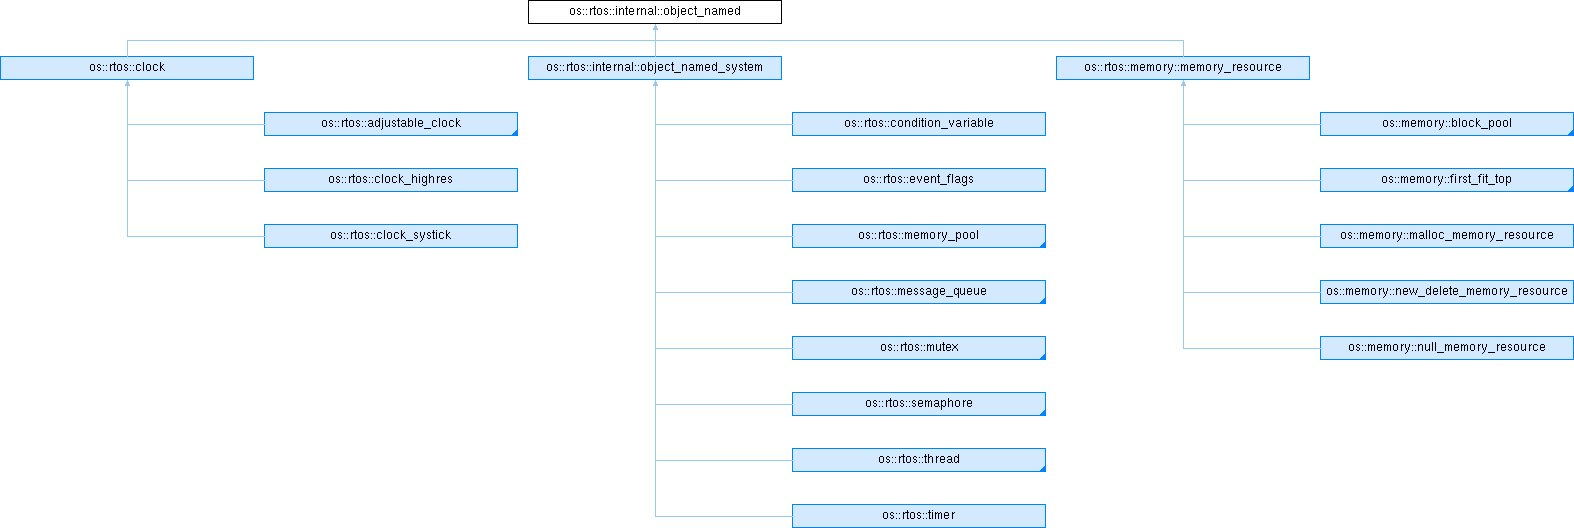 os::rtos::internal::object_named
os::rtos::clock
os::rtos::internal::object_named_system
os::rtos::memory::memory_resource
os::rtos::adjustable_clock
os::rtos::condition_variable
os::memory::block_pool
os::rtos::clock_highres
os::rtos::event_flags
os::memory::first_fit_top
os::rtos::clock_systick
os::rtos::memory_pool
os::memory::malloc_memory_resource
os::rtos::message_queue
os::memory::new_delete_memory_resource
os::rtos::mutex
os::memory::null_memory_resource
os::rtos::semaphore
os::rtos::thread
os::rtos::timer